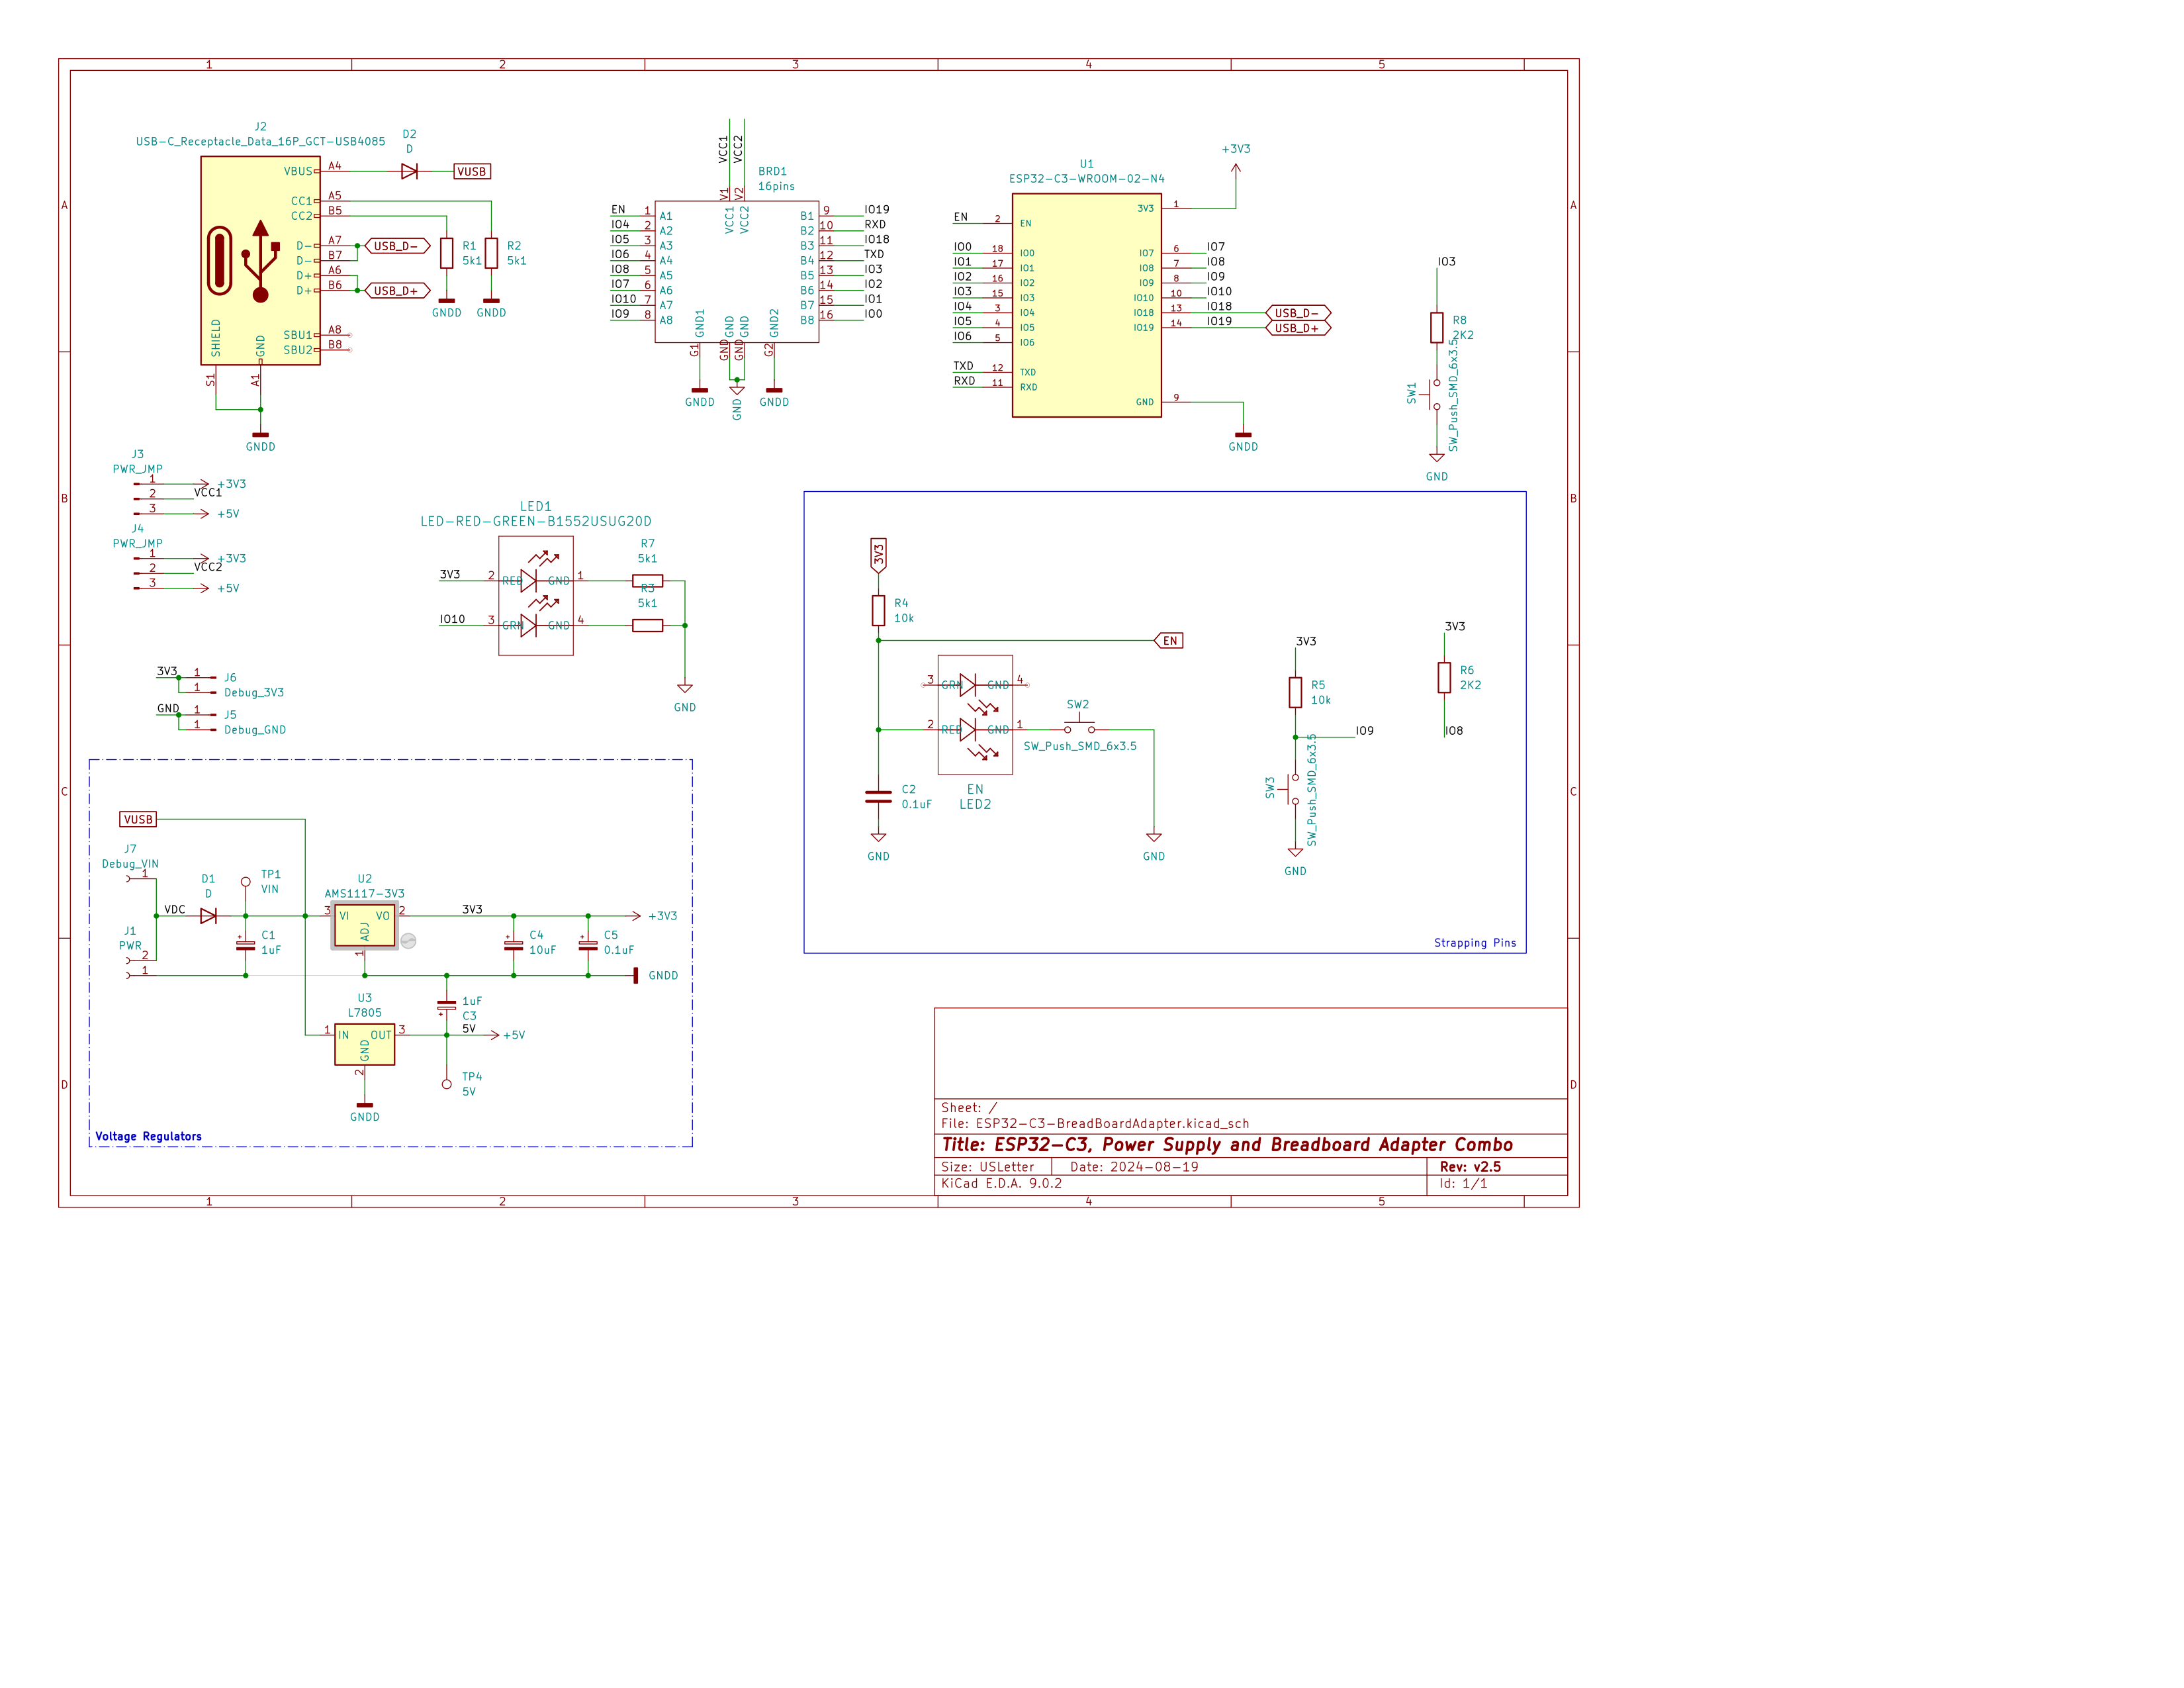 1 2 3 4 5
A A
B B
C C
D D
J2
USB-C_Receptacle_Data_16P_GCT-USB4085
VBUS A4
CC1 A5
CC2 B5
D- A7
D- B7
D+ A6
D+ B6
SBU1 A8
SBU2 B8
SHIELD
GND
S1
A1
GNDD
D2
D
VUSB
USB_D-
USB_D+
R1
5k1
R2
5k1
GNDD
GNDD
VCC1
VCC2
BRD1
16pins
V1
V2
VCC1
VCC2
EN 1 A1
IO4 2 A2
IO5 3 A3
IO6 4 A4
IO8 5 A5
IO7 6 A6
IO10 7 A7
IO9 8 A8
B1 9 IO19
B2 10 RXD
B3 11 IO18
B4 12 TXD
B5 13 IO3
B6 14 IO2
B7 15 IO1
B8 16 IO0
GND1
GND
GND
GND2
G1
GND
GND
G2
GNDD
GND
GNDD
U1
ESP32-C3-WROOM-02-N4
+3V3
EN 2 EN
IO0 18 IO0
IO1 17 IO1
IO2 16 IO2
IO3 15 IO3
IO4 3 IO4
IO5 4 IO5
IO6 5 IO6
TXD 12 TXD
RXD 11 RXD
3V3 1
IO7 6 IO7
IO8 7 IO8
IO9 8 IO9
IO10 10 IO10
IO18 13 IO18
IO19 14 IO19
GND 9
USB_D-
USB_D+
GNDD
IO3
R8
2K2
SW1
SW_Push_SMD_6x3.5
GND
J3
PWR_JMP
1 +3V3
2 VCC1
3 +5V
J4
PWR_JMP
1 +3V3
2 VCC2
3 +5V
LED1
LED-RED-GREEN-B1552USUG20D
3V3 2 RED GND 1
IO10 3 GRN GND 4
R7
5k1
R3
5k1
GND
3V3 1 J6
1 Debug_3V3
GND 1 J5
1 Debug_GND
3V3
R4
10k
EN
3 GRN GND 4
2 RED GND 1
EN
LED2
SW2
SW_Push_SMD_6x3.5
C2
0.1uF
GND
GND
3V3
R5
10k
IO9
SW3
SW_Push_SMD_6x3.5
GND
3V3
R6
2K2
IO8
Strapping Pins
VUSB
J7
Debug_VIN
1
VDC
D1
D
TP1
VIN
J1
PWR
2
1
C1
1uF
U2
AMS1117-3V3
3 VI VO 2
ADJ
1
3V3
+3V3
C4
10uF
C5
0.1uF
GNDD
U3
L7805
1 IN OUT 3
GND
2
GNDD
1uF
C3
5V
+5V
TP4
5V
Voltage Regulators
Sheet: /
File: ESP32-C3-BreadBoardAdapter.kicad_sch
Title: ESP32-C3, Power Supply and Breadboard Adapter Combo
Size: USLetter Date: 2024-08-19 Rev: v2.5
KiCad E.D.A. 9.0.2 Id: 1/1
1 2 3 4 5